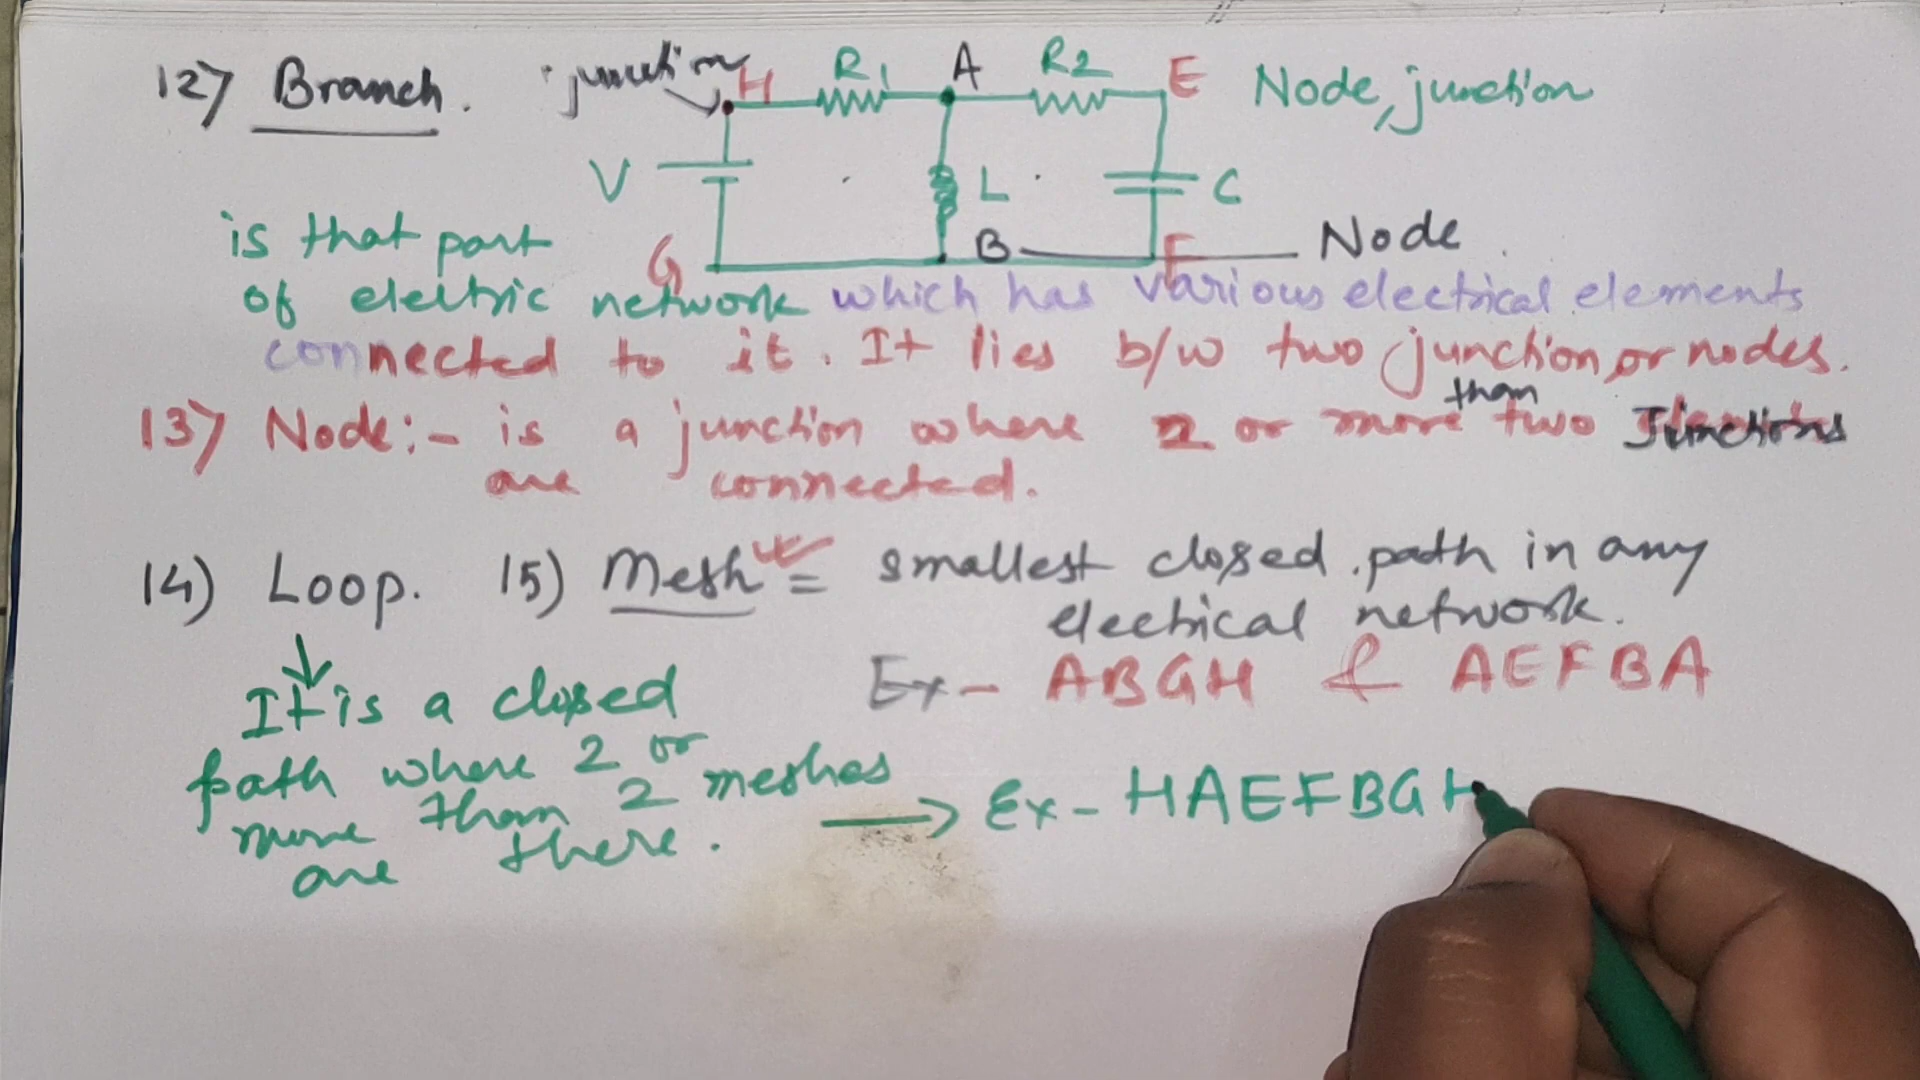 12) Branch. junction H R1 A R2 E Node, junction
V L C
is that part G B F Node
of electric network which has various electrical elements
connected to it. It lies b/w two junction or nodes.
than
13) Node:- is a junction where 2 or more two Junctions
are connected.
14) Loop. 15) Mesh = smallest closed path in any
electrical network.
Ex- ABGH & AEFBA
It is a closed
path where 2 or
more than 2 meshes
are there.
Ex- HAEFBGH